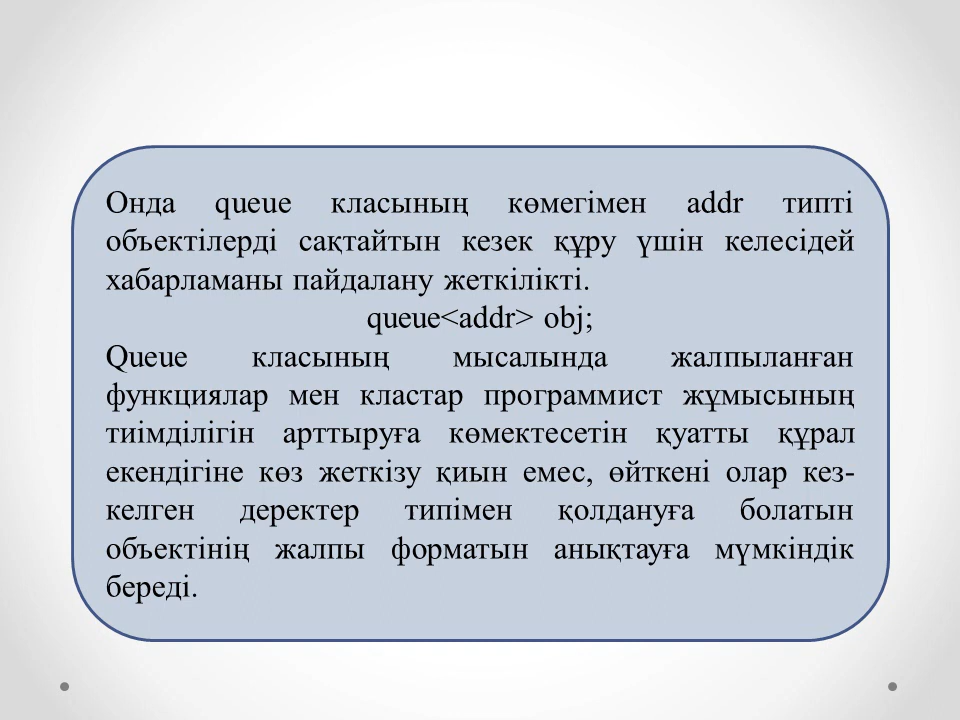 Онда queue класының көмегімен addr типті
объектілерді сақтайтын кезек құру үшін келесідей
хабарламаны пайдалану жеткілікті.
queue<addr> obj;
Queue класының мысалында жалпыланған
функциялар мен кластар программист жұмысының
тиімділігін арттыруға көмектесетін қуатты құрал
екендігіне көз жеткізу қиын емес, өйткені олар кез-
келген деректер типімен қолдануға болатын
объектінің жалпы форматын анықтауға мүмкіндік
береді.